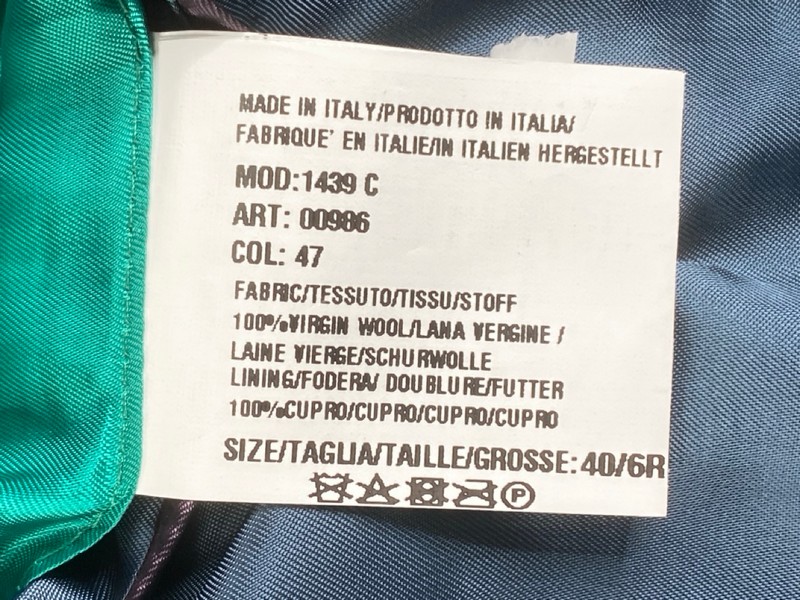 MADE IN ITALY/PRODOTTO IN ITALIA/
FABRIQUE' EN ITALIE/IN ITALIEN HERGESTELLT
MOD:1439 C
ART: 00986
COL: 47
FABRIC/TESSUTO/TISSU/STOFF
100%VIRGIN WOOL/LANA VERGINE /
LAINE VIERGE/SCHURWOLLE
LINING/FODERA/ DOUBLURE/FUTTER
100%CUPRO/CUPRO/CUPRO/CUPRO
SIZE/TAGLIA/TAILLE/GROSSE:40/6R
P